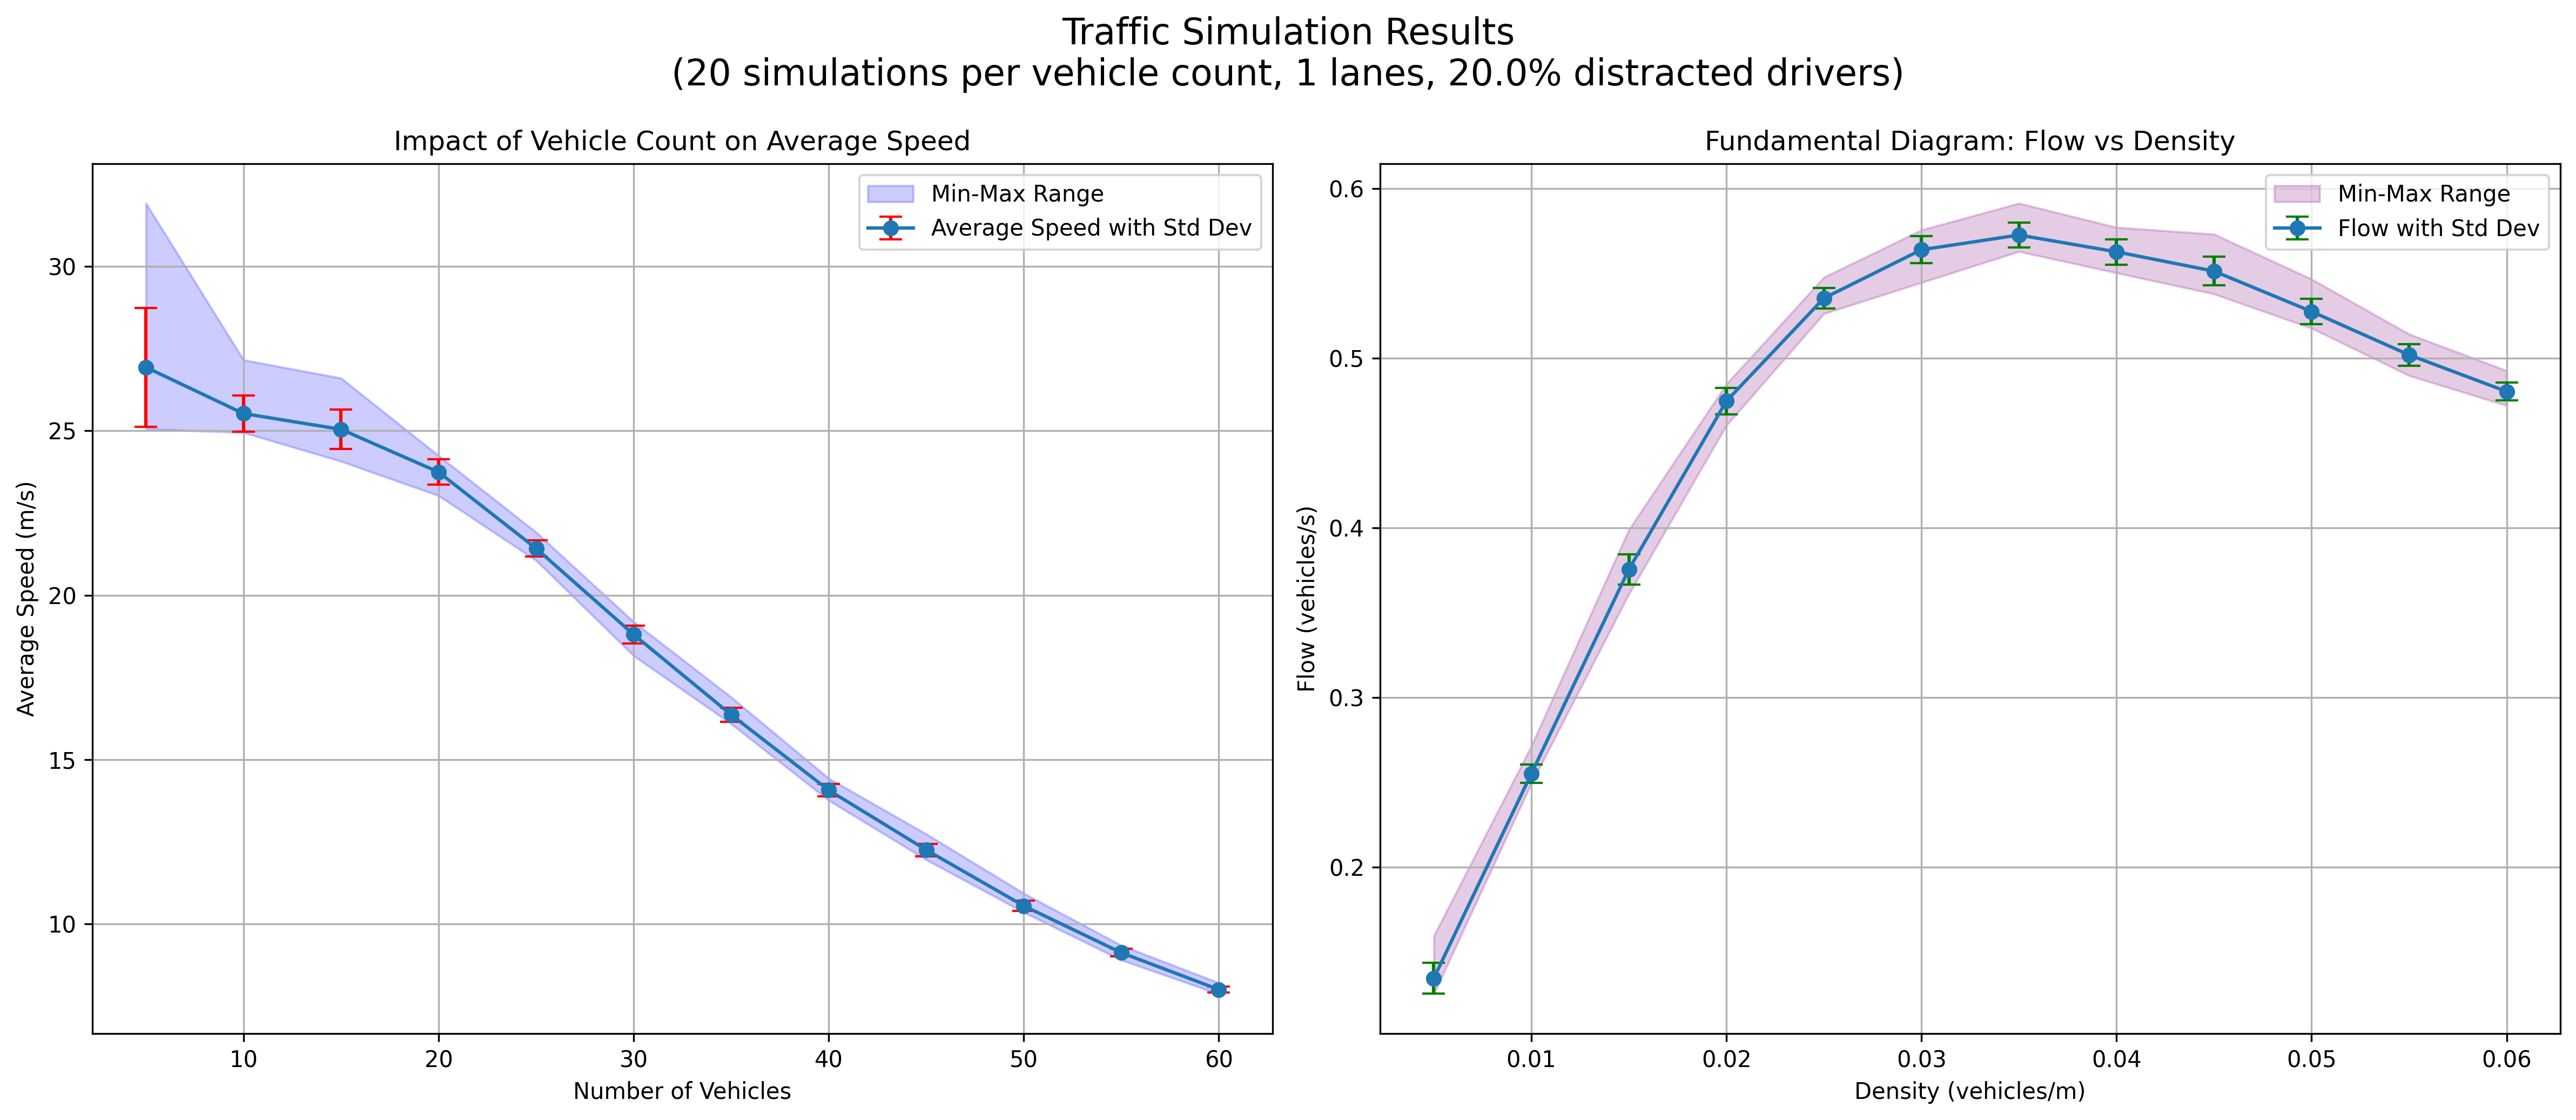 Traffic Simulation Results
(20 simulations per vehicle count, 1 lanes, 20.0% distracted drivers)
Impact of Vehicle Count on Average Speed
Min-Max Range
Average Speed with Std Dev
Average Speed (m/s)
30
25
20
15
10
10
20
30
40
50
60
Number of Vehicles
Fundamental Diagram: Flow vs Density
Min-Max Range
Flow with Std Dev
Flow (vehicles/s)
0.6
0.5
0.4
0.3
0.2
0.01
0.02
0.03
0.04
0.05
0.06
Density (vehicles/m)